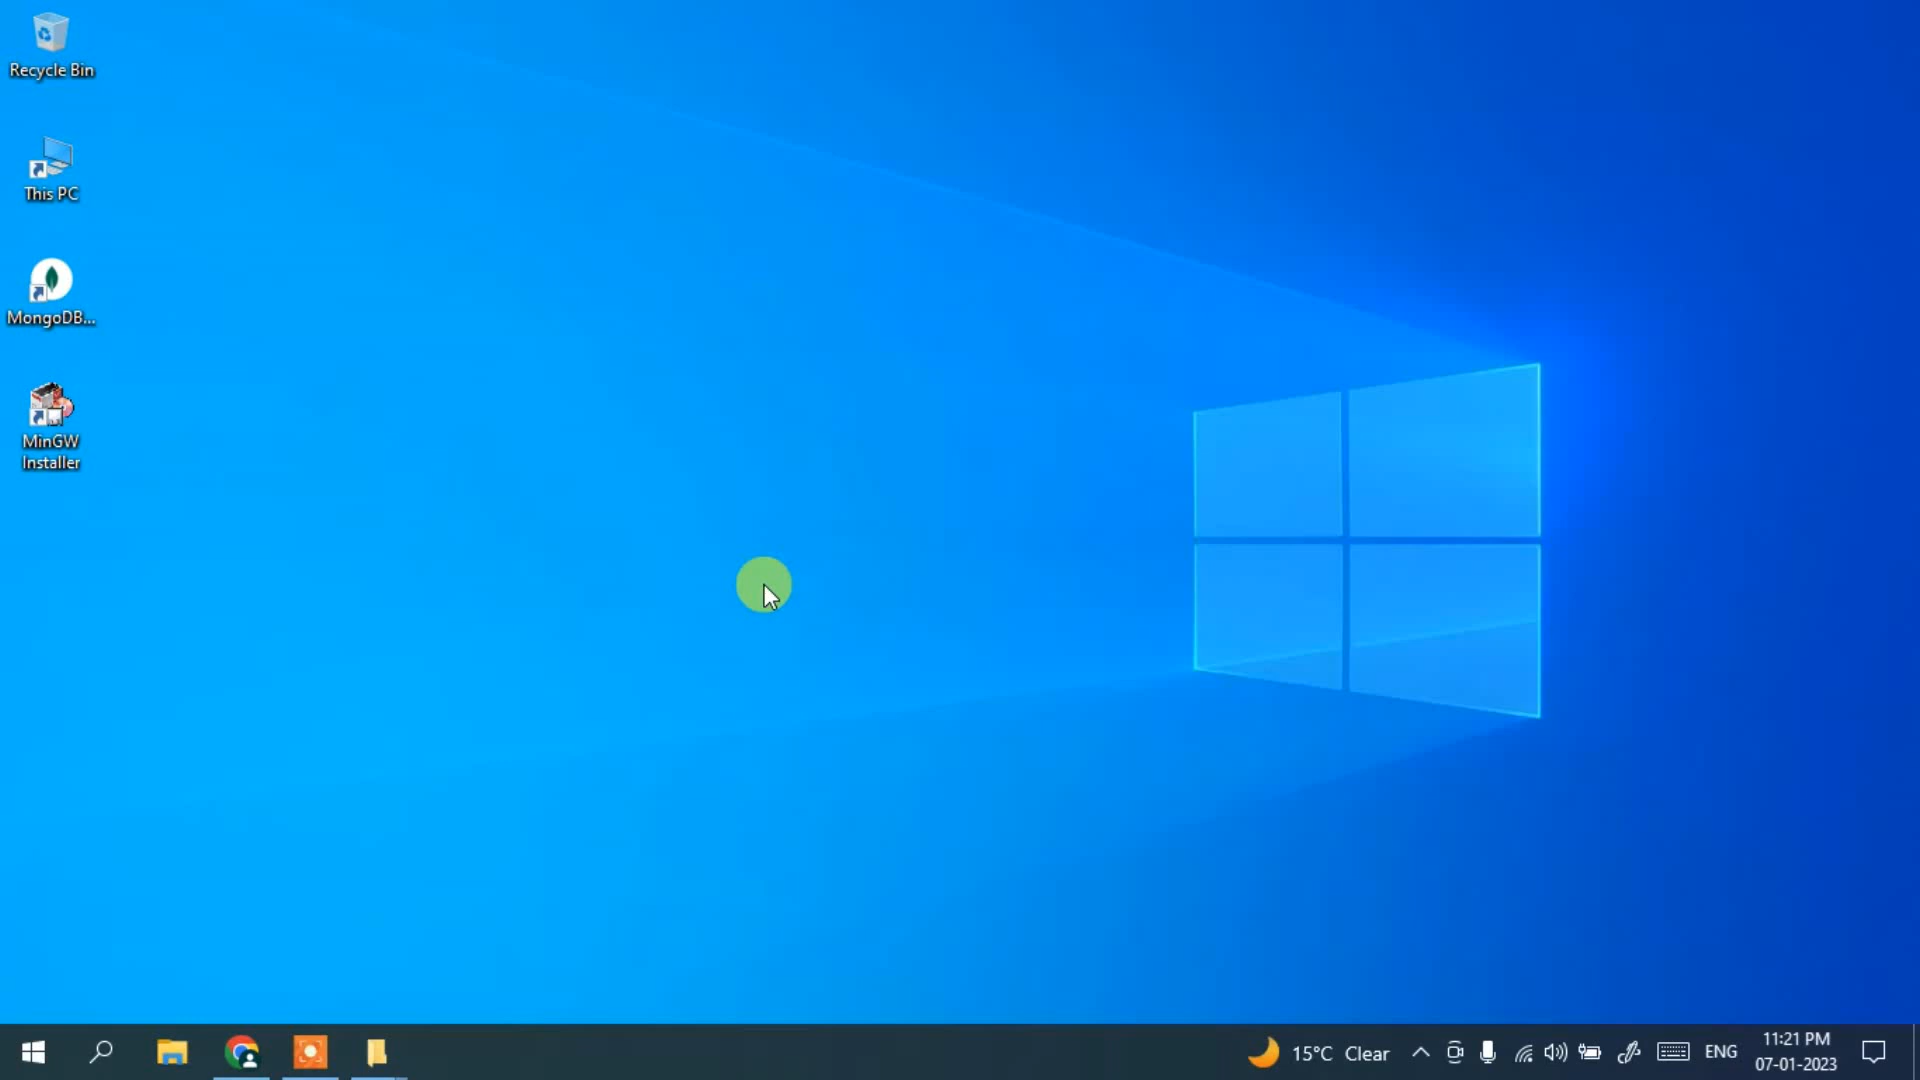 Recycle Bin
This PC
MongoDB...
MinGW
Installer
15°C Clear
ENG
11:21 PM
07-01-2023